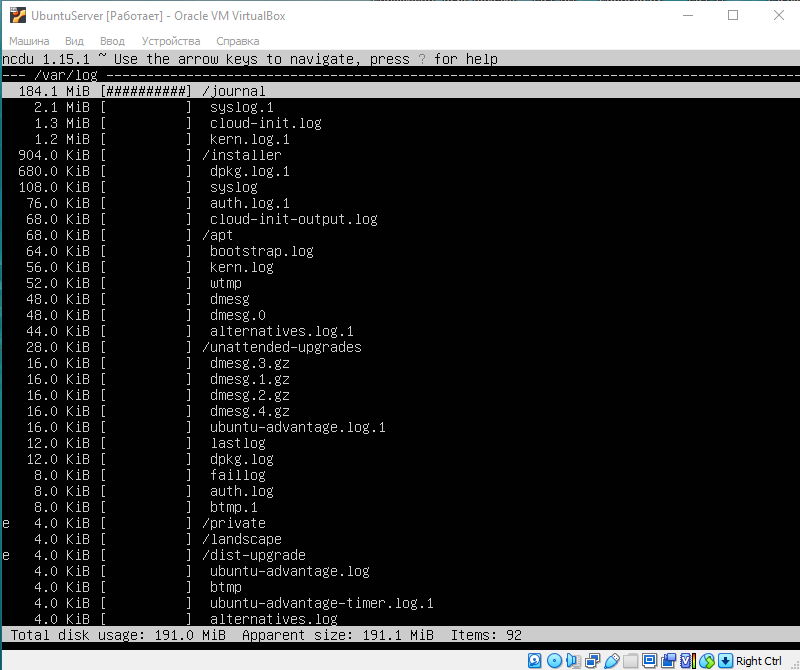 UbuntuServer [Работает] - Oracle VM VirtualBox
Машина Вид Ввод Устройства Справка
ncdu 1.15.1 ~ Use the arrow keys to navigate, press ? for help
--- /var/log ---------------------------------------------------------------------------------------
184.1 MiB [##########] /journal
2.1 MiB [          ]  syslog.1
1.3 MiB [          ]  cloud-init.log
1.2 MiB [          ]  kern.log.1
904.0 KiB [          ] /installer
680.0 KiB [          ]  dpkg.log.1
108.0 KiB [          ]  syslog
76.0 KiB [          ]  auth.log.1
68.0 KiB [          ]  cloud-init-output.log
68.0 KiB [          ] /apt
64.0 KiB [          ]  bootstrap.log
56.0 KiB [          ]  kern.log
52.0 KiB [          ]  wtmp
48.0 KiB [          ]  dmesg
48.0 KiB [          ]  dmesg.0
44.0 KiB [          ]  alternatives.log.1
28.0 KiB [          ] /unattended-upgrades
16.0 KiB [          ]  dmesg.3.gz
16.0 KiB [          ]  dmesg.1.gz
16.0 KiB [          ]  dmesg.2.gz
16.0 KiB [          ]  dmesg.4.gz
16.0 KiB [          ]  ubuntu-advantage.log.1
12.0 KiB [          ]  lastlog
12.0 KiB [          ]  dpkg.log
8.0 KiB [          ]  faillog
8.0 KiB [          ]  auth.log
8.0 KiB [          ]  btmp.1
e 4.0 KiB [          ] /private
4.0 KiB [          ] /landscape
e 4.0 KiB [          ] /dist-upgrade
4.0 KiB [          ]  ubuntu-advantage.log
4.0 KiB [          ]  btmp
4.0 KiB [          ]  ubuntu-advantage-timer.log.1
4.0 KiB [          ]  alternatives.log
Total disk usage: 191.0 MiB  Apparent size: 191.1 MiB  Items: 92
Right Ctrl